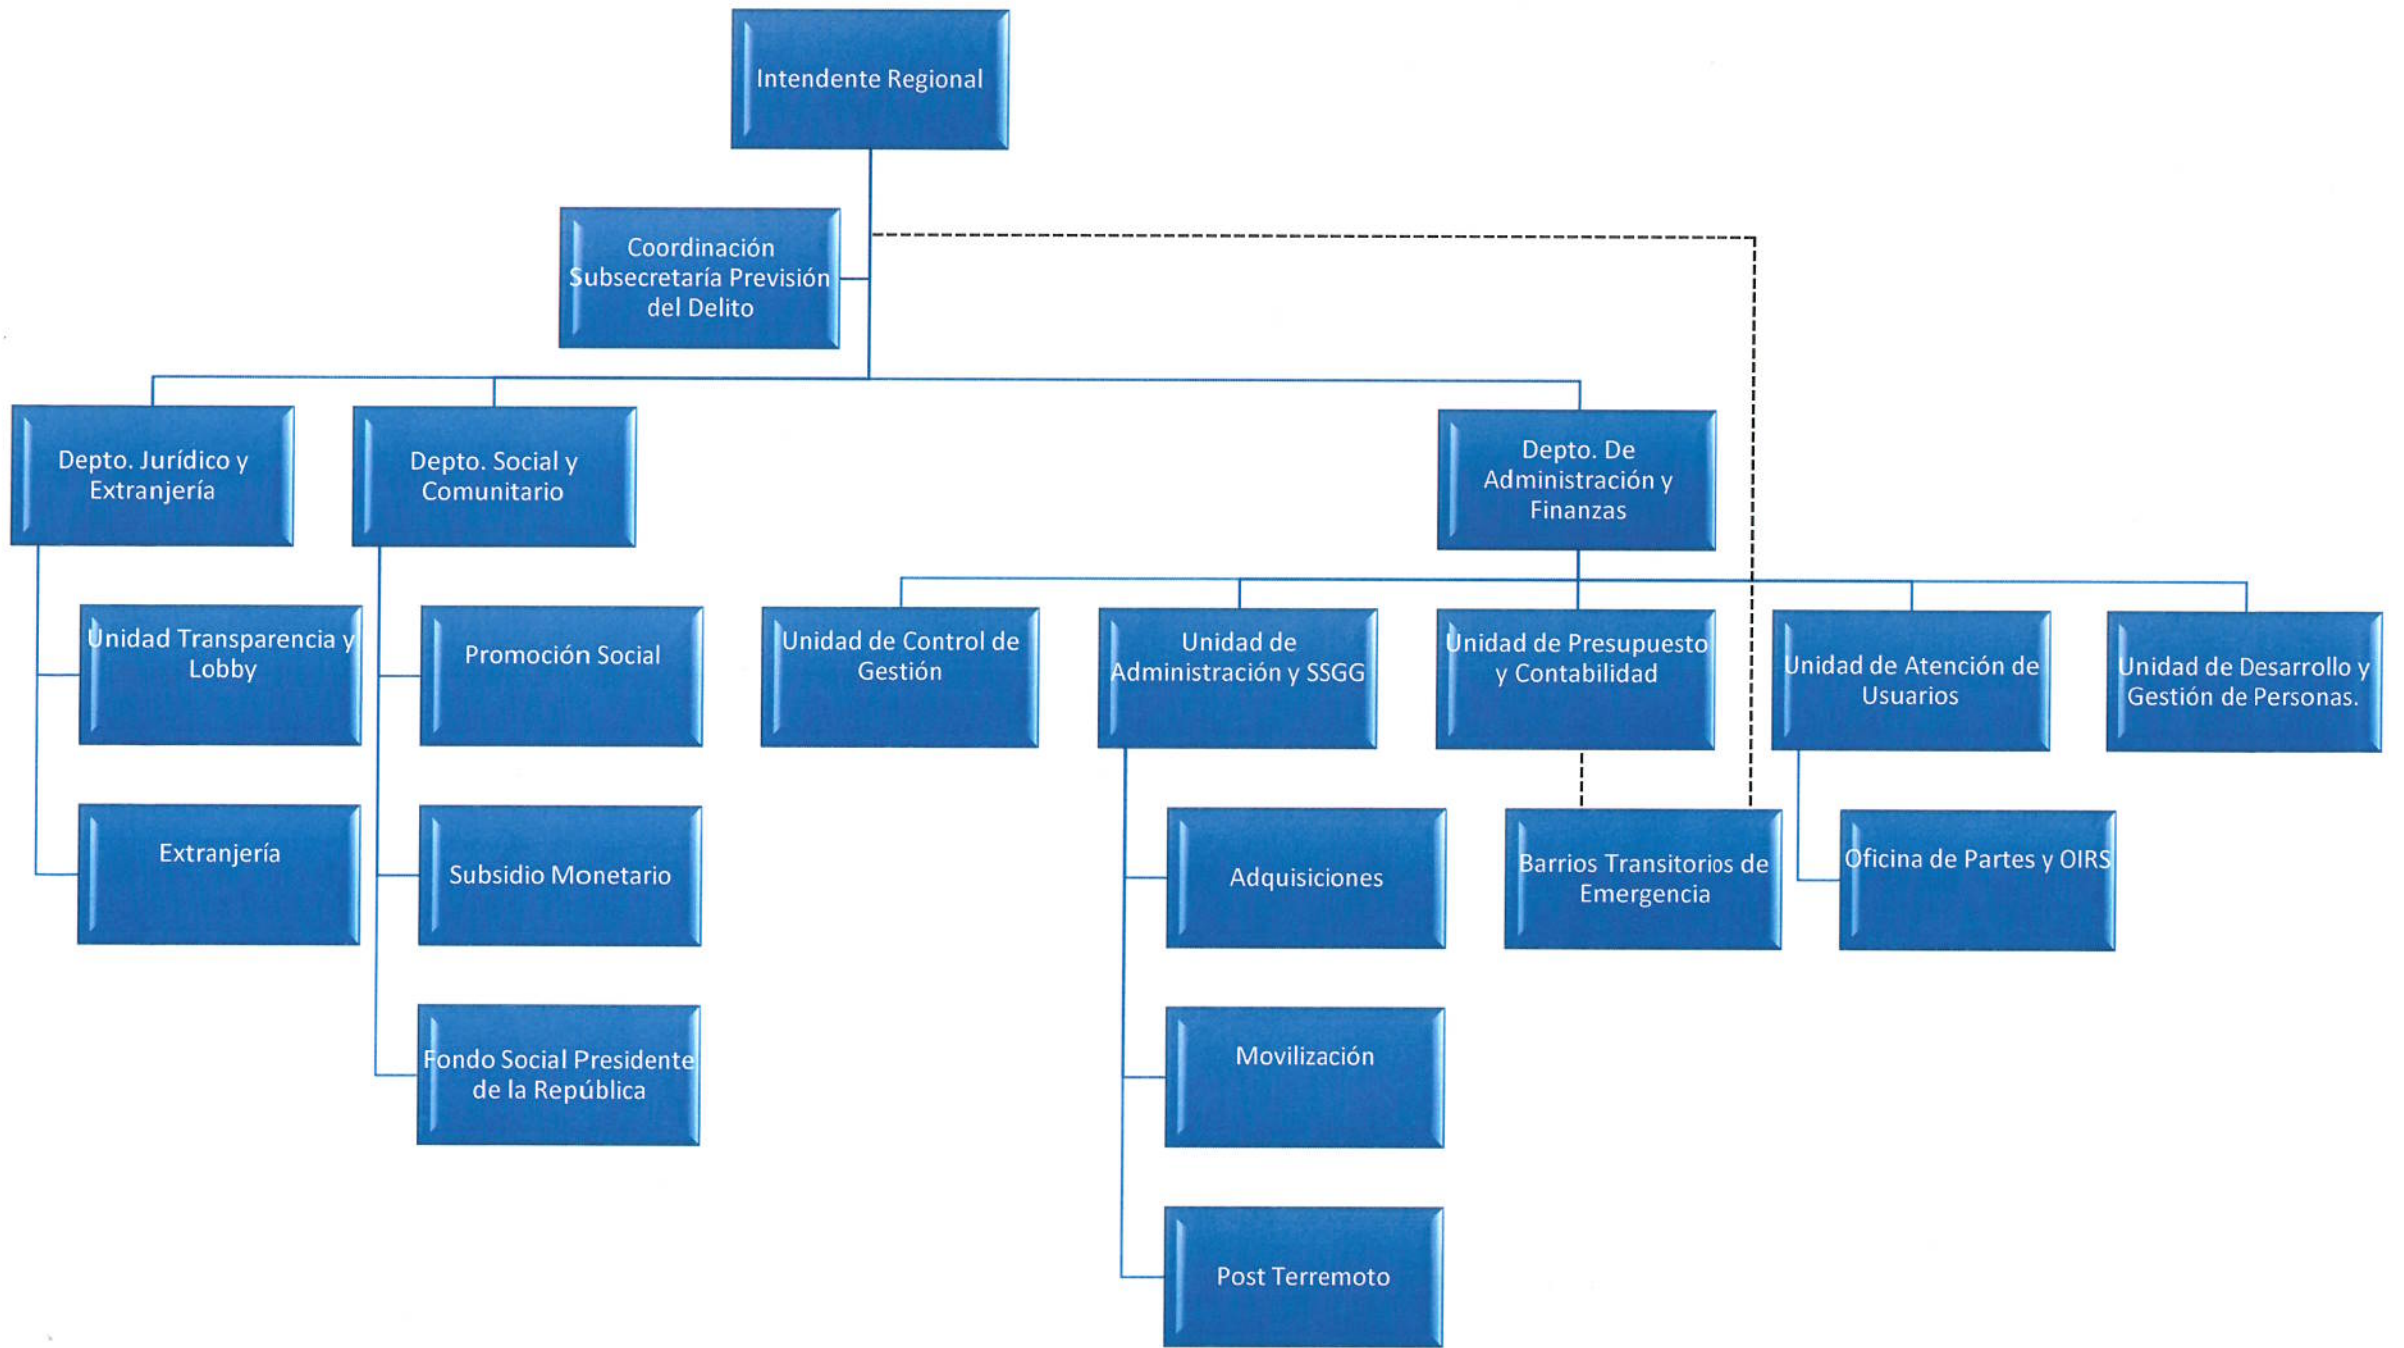 Intendente Regional
Coordinación
Subsecretaría Previsión
del Delito
Depto. Jurídico y
Extranjería
Depto. Social y
Comunitario
Depto. De
Administración y
Finanzas
Unidad Transparencia y
Lobby
Promoción Social
Unidad de Control de
Gestión
Unidad de
Administración y SSGG
Unidad de Presupuesto
y Contabilidad
Unidad de Atención de
Usuarios
Unidad de Desarrollo y
Gestión de Personas.
Extranjería
Subsidio Monetario
Adquisiciones
Barrios Transitorios de
Emergencia
Oficina de Partes y OIRS
Fondo Social Presidente
de la República
Movilización
Post Terremoto